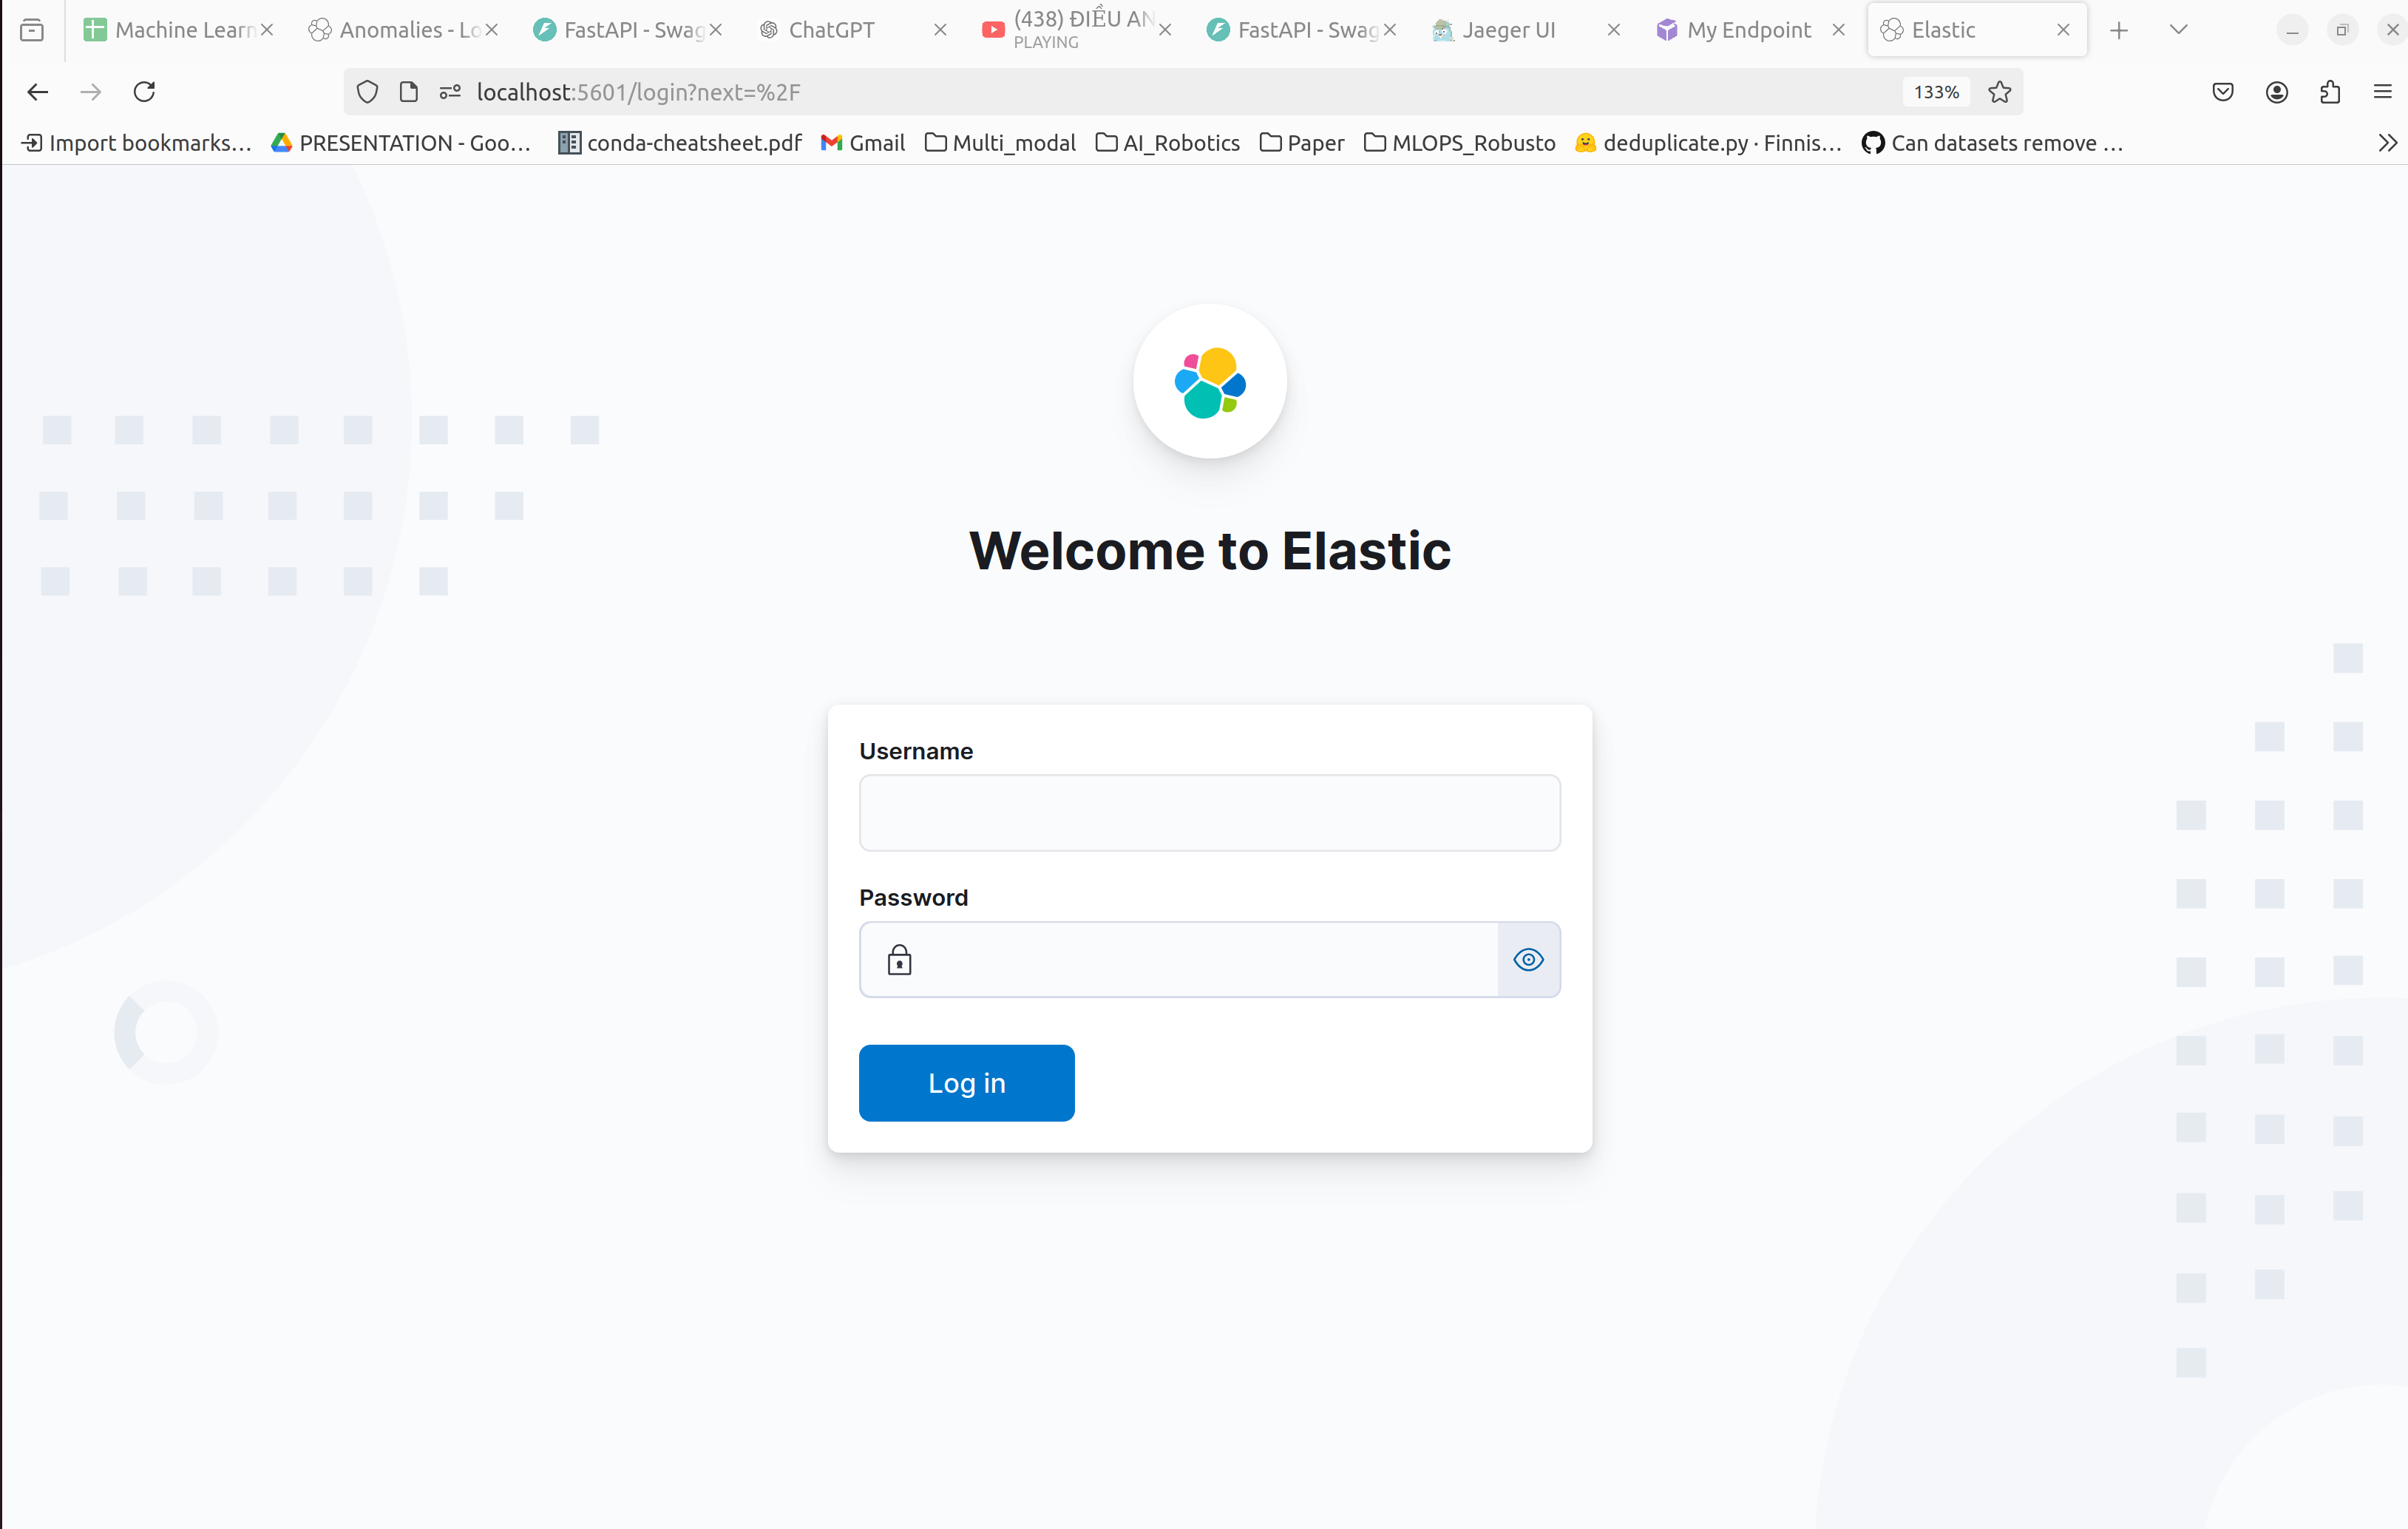 Machine Learn
Anomalies - Lo
FastAPI - Swag
ChatGPT
(438) ĐIỀU AN
PLAYING
FastAPI - Swag
Jaeger UI
My Endpoint
Elastic
localhost:5601/login?next=%2F
133%
Import bookmarks...
PRESENTATION - Goo...
conda-cheatsheet.pdf
Gmail
Multi_modal
AI_Robotics
Paper
MLOPS_Robusto
deduplicate.py · Finnis...
Can datasets remove ...
Welcome to Elastic
Username
Password
Log in